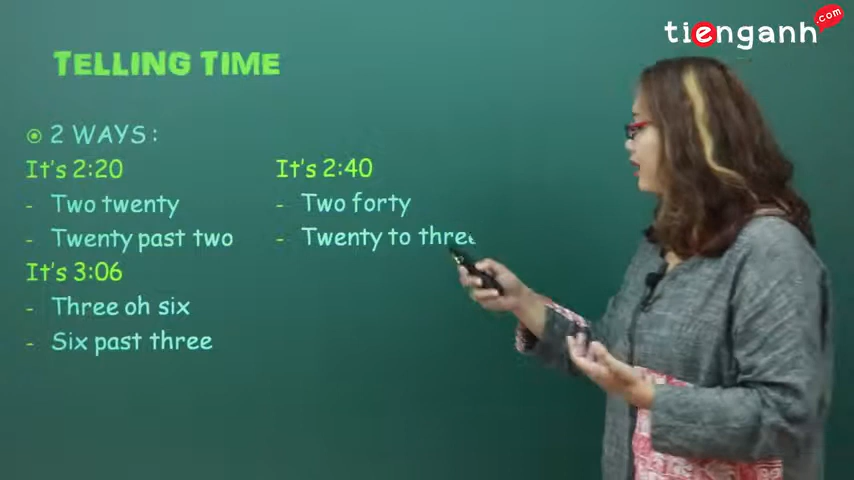 tienganh.com
TELLING TIME
2 WAYS :
It's 2:20
- Two twenty
- Twenty past two
It's 3:06
- Three oh six
- Six past three
It's 2:40
- Two forty
- Twenty to three